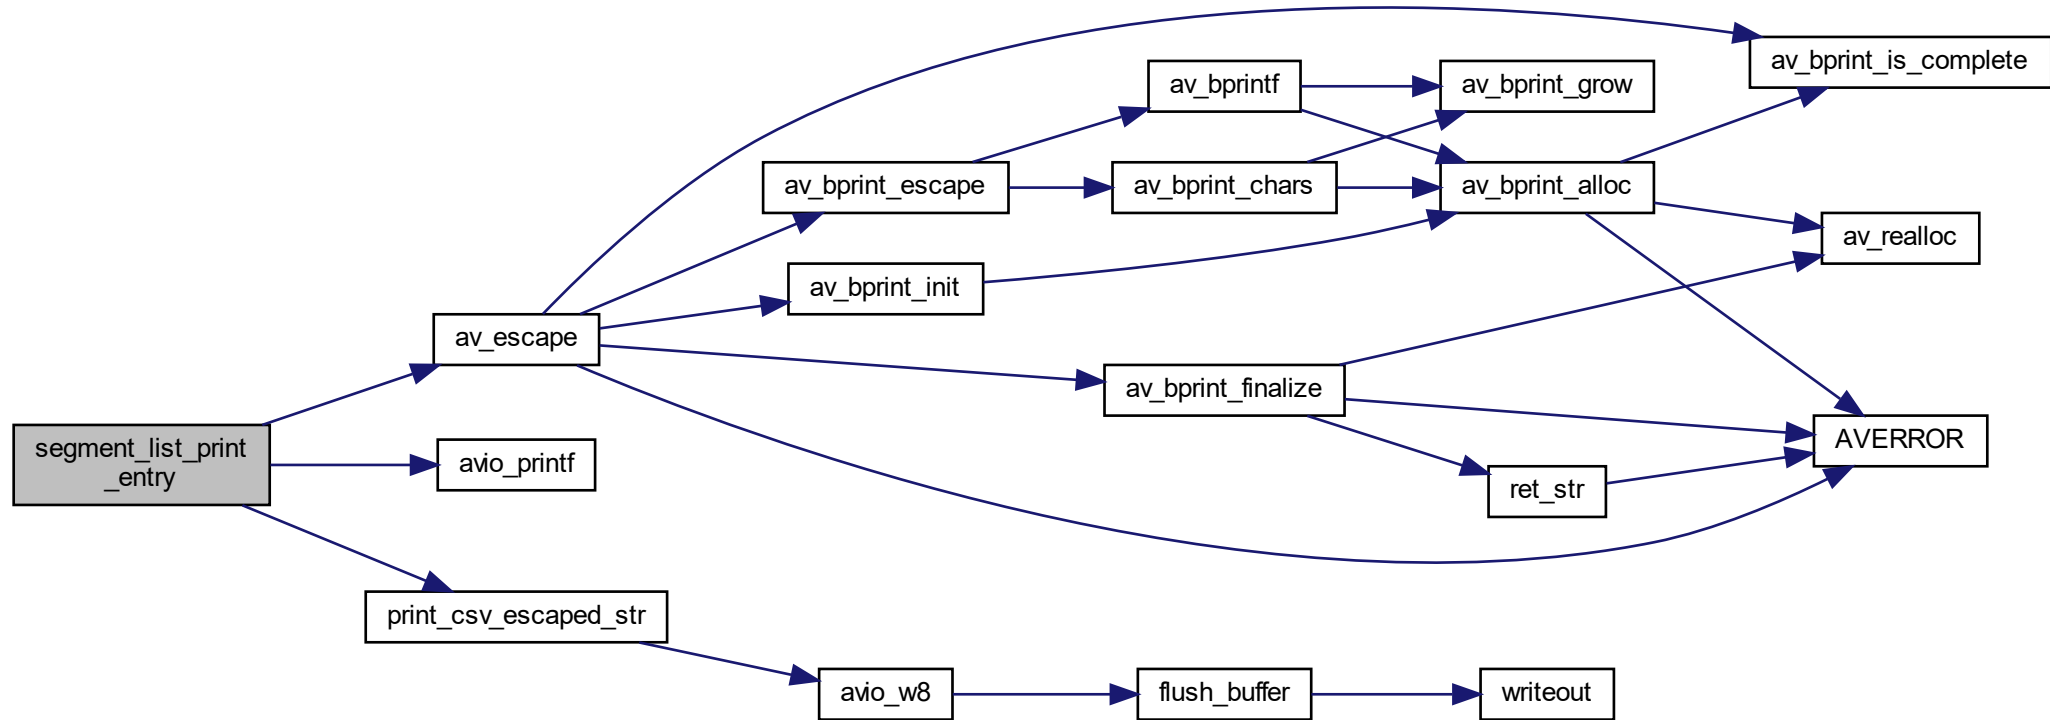 av_bprint_is_complete
av_bprintf
av_bprint_grow
av_bprint_escape
av_bprint_chars
av_bprint_alloc
av_realloc
av_bprint_init
av_escape
av_bprint_finalize
AVERROR
segment_list_print
_entry
avio_printf
ret_str
print_csv_escaped_str
avio_w8
flush_buffer
writeout